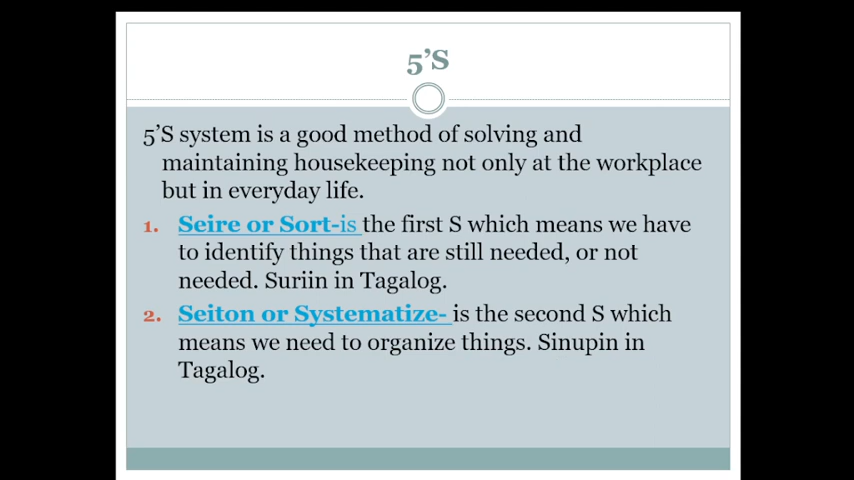 5’S
5’S system is a good method of solving and
maintaining housekeeping not only at the workplace
but in everyday life.
1. Seire or Sort-is the first S which means we have
to identify things that are still needed, or not
needed. Suriin in Tagalog.
2. Seiton or Systematize- is the second S which
means we need to organize things. Sinupin in
Tagalog.